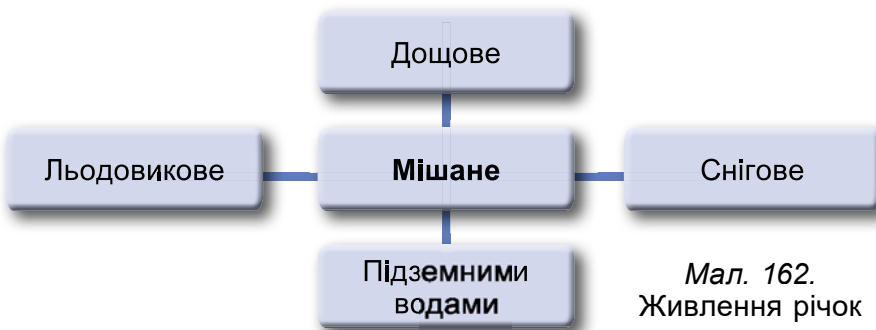 Дощове
Льодовикове
Мішане
Снігове
Підземними
водами
Мал. 162.
Живлення річок